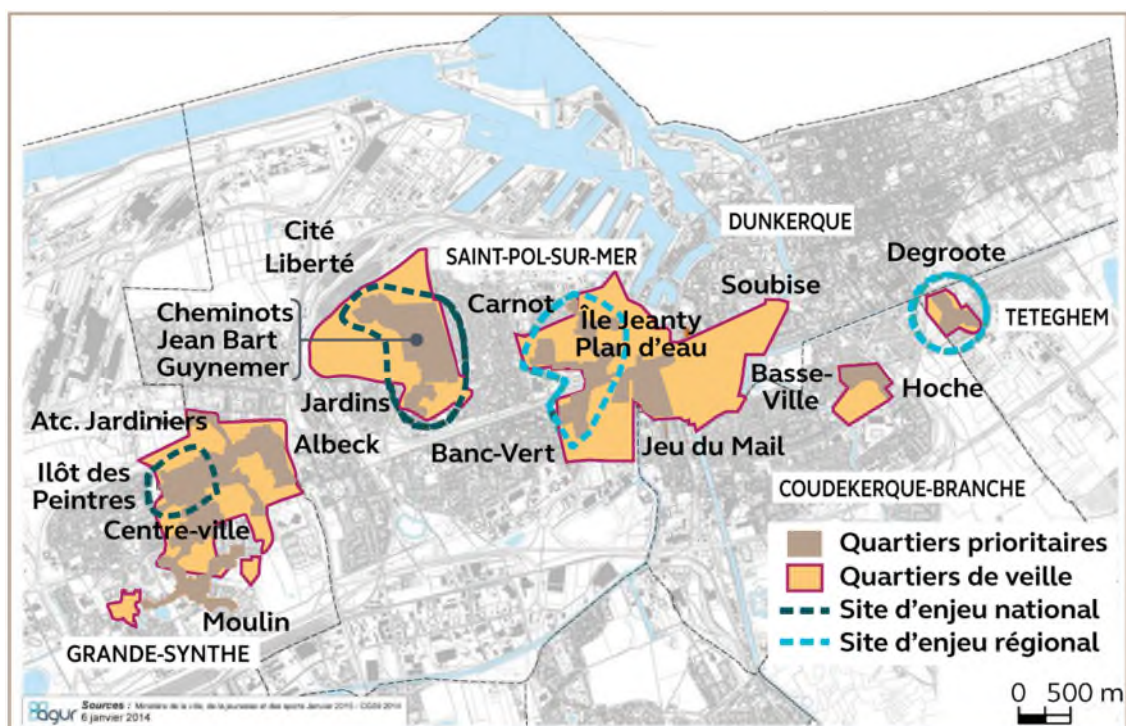 DUNKERQUE
Cité
Liberté
SAINT-POL-SUR-MER
Degroote
Carnot
Soubise
Cheminots
Jean Bart
Guynemer
Île Jeanty
Plan d'eau
TETEGHEM
Basse-
Ville
Hoche
Jardins
Atc. Jardiniers
Albeck
Banc-Vert
Jeu du Mail
Ilôt des
Peintres
COUDEKERQUE-BRANCHE
Centre-ville
Moulin
GRANDE-SYNTHE
Quartiers prioritaires
Quartiers de veille
Site d'enjeu national
Site d'enjeu régional
0 500 m
agur
Sources : Ministère de la ville, de la jeunesse et des sports Janvier 2015 - CGS9 2014
6 janvier 2014